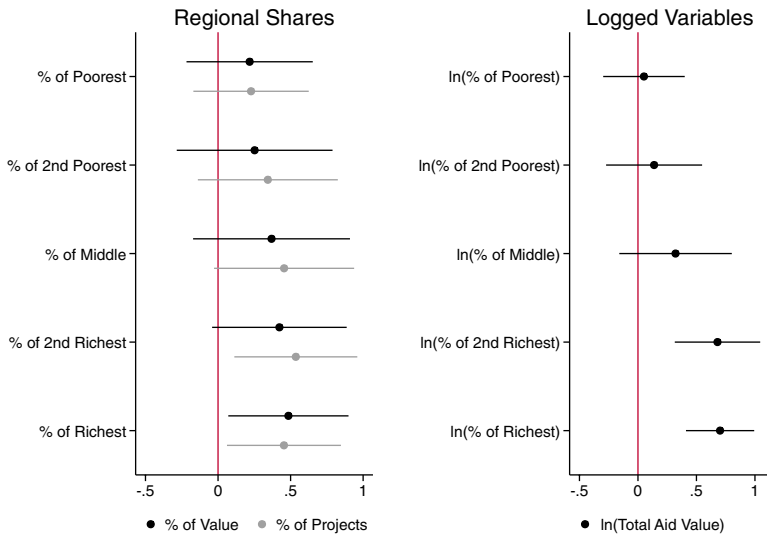 Regional Shares
% of Poorest
% of 2nd Poorest
% of Middle
% of 2nd Richest
% of Richest
-.5 0 .5 1
% of Value % of Projects
Logged Variables
ln(% of Poorest)
ln(% of 2nd Poorest)
ln(% of Middle)
ln(% of 2nd Richest)
ln(% of Richest)
-.5 0 .5 1
ln(Total Aid Value)